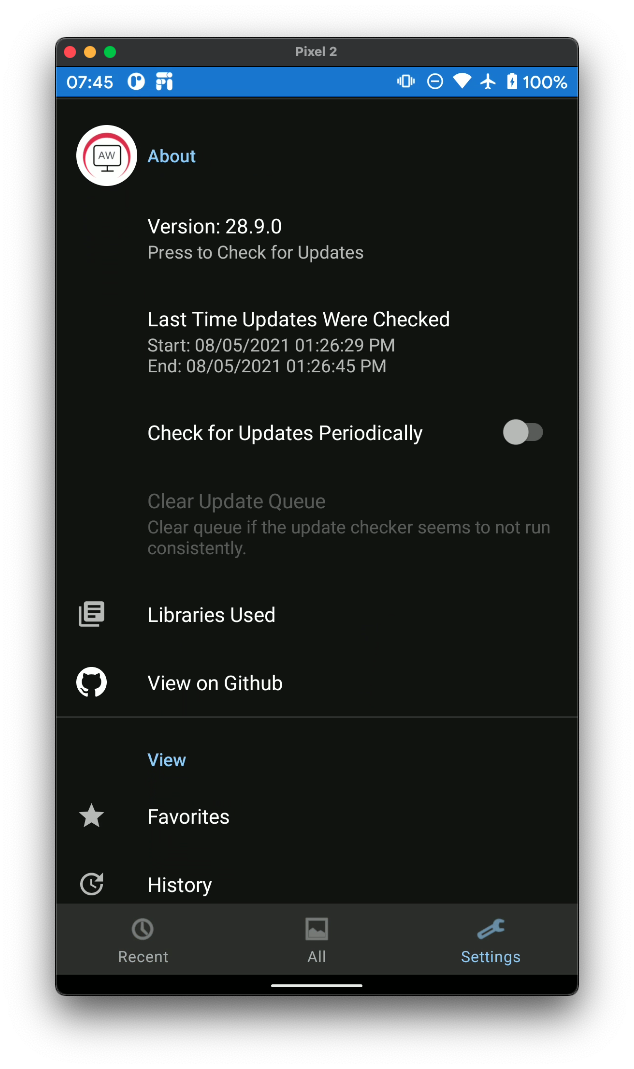 Pixel 2
07:45
100%
AW
About
Version: 28.9.0
Press to Check for Updates
Last Time Updates Were Checked
Start: 08/05/2021 01:26:29 PM
End: 08/05/2021 01:26:45 PM
Check for Updates Periodically
Clear Update Queue
Clear queue if the update checker seems to not run
consistently.
Libraries Used
View on Github
View
Favorites
History
Recent
All
Settings